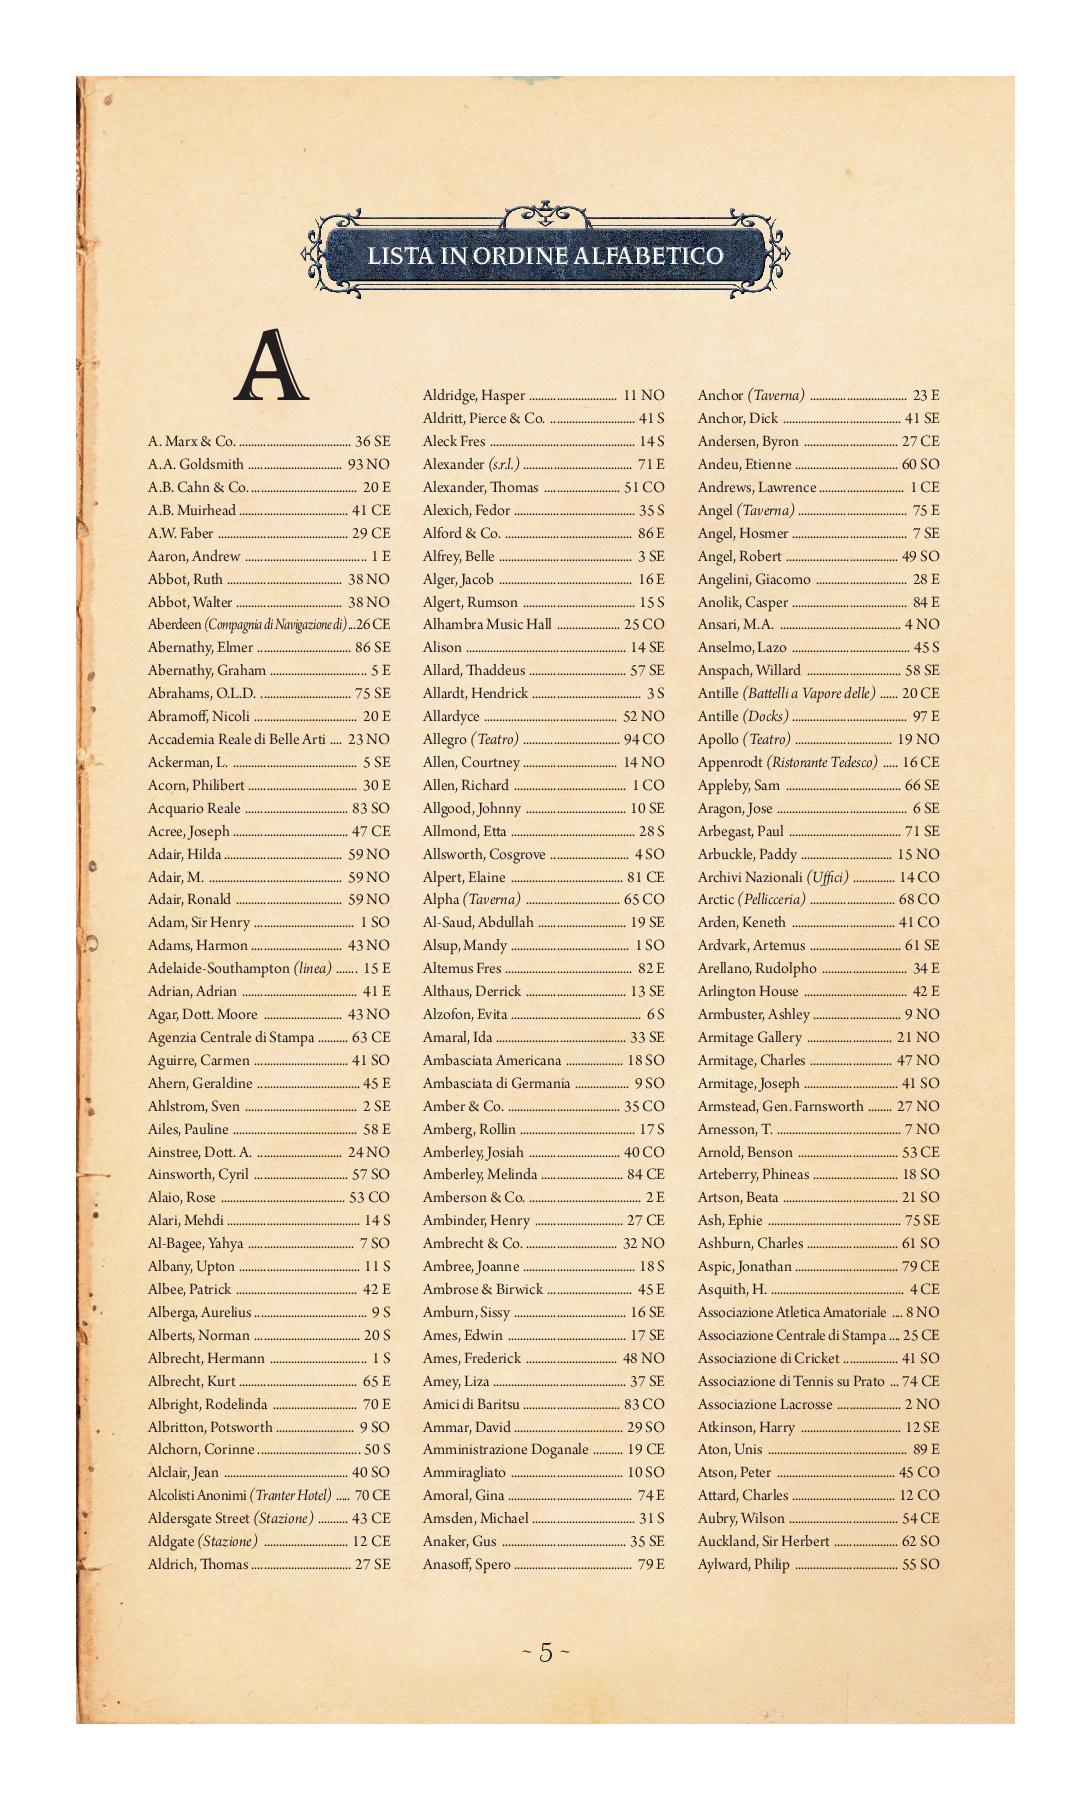 LISTA IN ORDINE ALFABETICO
A
A. Marx & Co. .... 36 SE
A.A. Goldsmith .... 93 NO
A.B. Cahn & Co. .... 20 E
A.B. Muirhead .... 41 CE
A.W. Faber .... 29 CE
Aaron, Andrew .... 1 E
Abbot, Ruth .... 38 NO
Abbot, Walter .... 38 NO
Aberdeen (Compagnia di Navigazione di) ... 26 CE
Abernathy, Elmer .... 86 SE
Abernathy, Graham .... 5 E
Abrahams, O.L.D. .... 75 SE
Abramoff, Nicoli .... 20 E
Accademia Reale di Belle Arti .... 23 NO
Ackerman, L. .... 5 SE
Acorn, Philibert .... 30 E
Acquario Reale .... 83 SO
Acree, Joseph .... 47 CE
Adair, Hilda .... 59 NO
Adair, M. .... 59 NO
Adair, Ronald .... 59 NO
Adam, Sir Henry .... 1 SO
Adams, Harmon .... 43 NO
Adelaide-Southampton (linea) .... 15 E
Adrian, Adrian .... 41 E
Agar, Dott. Moore .... 43 NO
Agenzia Centrale di Stampa .... 63 CE
Aguirre, Carmen .... 41 SO
Ahern, Geraldine .... 45 E
Ahlstrom, Sven .... 2 SE
Ailes, Pauline .... 58 E
Ainstree, Dott. A. .... 24 NO
Ainsworth, Cyril .... 57 SO
Alaio, Rose .... 53 CO
Alari, Mehdi .... 14 S
Al-Bagee, Yahya .... 7 SO
Albany, Upton .... 11 S
Albee, Patrick .... 42 E
Alberga, Aurelius .... 9 S
Alberts, Norman .... 20 S
Albrecht, Hermann .... 1 S
Albrecht, Kurt .... 65 E
Albright, Rodelinda .... 70 E
Albritton, Potsworth .... 9 SO
Alchorn, Corinne .... 50 S
Alclair, Jean .... 40 SO
Alcolisti Anonimi (Tranter Hotel) .... 70 CE
Aldersgate Street (Stazione) .... 43 CE
Aldgate (Stazione) .... 12 CE
Aldrich, Thomas .... 27 SE
Aldridge, Hasper .... 11 NO
Aldritt, Pierce & Co. .... 41 S
Aleck Fres .... 14 S
Alexander (s.r.l.) .... 71 E
Alexander, Thomas .... 51 CO
Alexich, Fedor .... 35 S
Alford & Co. .... 86 E
Alfrey, Belle .... 3 SE
Alger, Jacob .... 16 E
Algert, Rumson .... 15 S
Alhambra Music Hall .... 25 CO
Alison .... 14 SE
Allard, Thaddeus .... 57 SE
Allardt, Hendrick .... 3 S
Allardyce .... 52 NO
Allegro (Teatro) .... 94 CO
Allen, Courtney .... 14 NO
Allen, Richard .... 1 CO
Allgood, Johnny .... 10 SE
Allmond, Etta .... 28 S
Allsworth, Cosgrove .... 4 SO
Alpert, Elaine .... 81 CE
Alpha (Taverna) .... 65 CO
Al-Saud, Abdullah .... 19 SE
Alsup, Mandy .... 1 SO
Altemus Fres .... 82 E
Althaus, Derrick .... 13 SE
Alzofon, Evita .... 6 S
Amaral, Ida .... 33 SE
Ambasciata Americana .... 18 SO
Ambasciata di Germania .... 9 SO
Amber & Co. .... 35 CO
Amberg, Rollin .... 17 S
Amberley, Josiah .... 40 CO
Amberley, Melinda .... 84 CE
Amberson & Co. .... 2 E
Ambinder, Henry .... 27 CE
Ambrecht & Co. .... 32 NO
Ambree, Joanne .... 18 S
Ambrose & Birwick .... 45 E
Amburn, Sissy .... 16 SE
Ames, Edwin .... 17 SE
Ames, Frederick .... 48 NO
Amey, Liza .... 37 SE
Amici di Baritsu .... 83 CO
Ammar, David .... 29 SO
Amministrazione Doganale .... 19 CE
Ammiragliato .... 10 SO
Amoral, Gina .... 74 E
Amsden, Michael .... 31 S
Anaker, Gus .... 35 SE
Anasoff, Spero .... 79 E
Anchor (Taverna) .... 23 E
Anchor, Dick .... 41 SE
Andersen, Byron .... 27 CE
Andeu, Etienne .... 60 SO
Andrews, Lawrence .... 1 CE
Angel (Taverna) .... 75 E
Angel, Hosmer .... 7 SE
Angel, Robert .... 49 SO
Angelini, Giacomo .... 28 E
Anolik, Casper .... 84 E
Ansari, M.A. .... 4 NO
Anselmo, Lazo .... 45 S
Anspach, Willard .... 58 SE
Antille (Battelli a Vapore delle) .... 20 CE
Antille (Docks) .... 97 E
Apollo (Teatro) .... 19 NO
Appenrodt (Ristorante Tedesco) .... 16 CE
Appleby, Sam .... 66 SE
Aragon, Jose .... 6 SE
Arbegast, Paul .... 71 SE
Arbuckle, Paddy .... 15 NO
Archivi Nazionali (Uffici) .... 14 CO
Arctic (Pellicceria) .... 68 CO
Arden, Keneth .... 41 CO
Ardvark, Artemus .... 61 SE
Arellano, Rudolpho .... 34 E
Arlington House .... 42 E
Armbuster, Ashley .... 9 NO
Armitage Gallery .... 21 NO
Armitage, Charles .... 47 NO
Armitage, Joseph .... 41 SO
Armstead, Gen. Farnsworth .... 27 NO
Arnesson, T. .... 7 NO
Arnold, Benson .... 53 CE
Arteberry, Phineas .... 18 SO
Artson, Beata .... 21 SO
Ash, Ephie .... 75 SE
Ashburn, Charles .... 61 SO
Aspic, Jonathan .... 79 CE
Asquith, H. .... 4 CE
Associazione Atletica Amatoriale .... 8 NO
Associazione Centrale di Stampa .... 25 CE
Associazione di Cricket .... 41 SO
Associazione di Tennis su Prato ... 74 CE
Associazione Lacrosse .... 2 NO
Atkinson, Harry .... 12 SE
Aton, Unis .... 89 E
Atson, Peter .... 45 CO
Attard, Charles .... 12 CO
Aubry, Wilson .... 54 CE
Auckland, Sir Herbert .... 62 SO
Aylward, Philip .... 55 SO
~ 5 ~